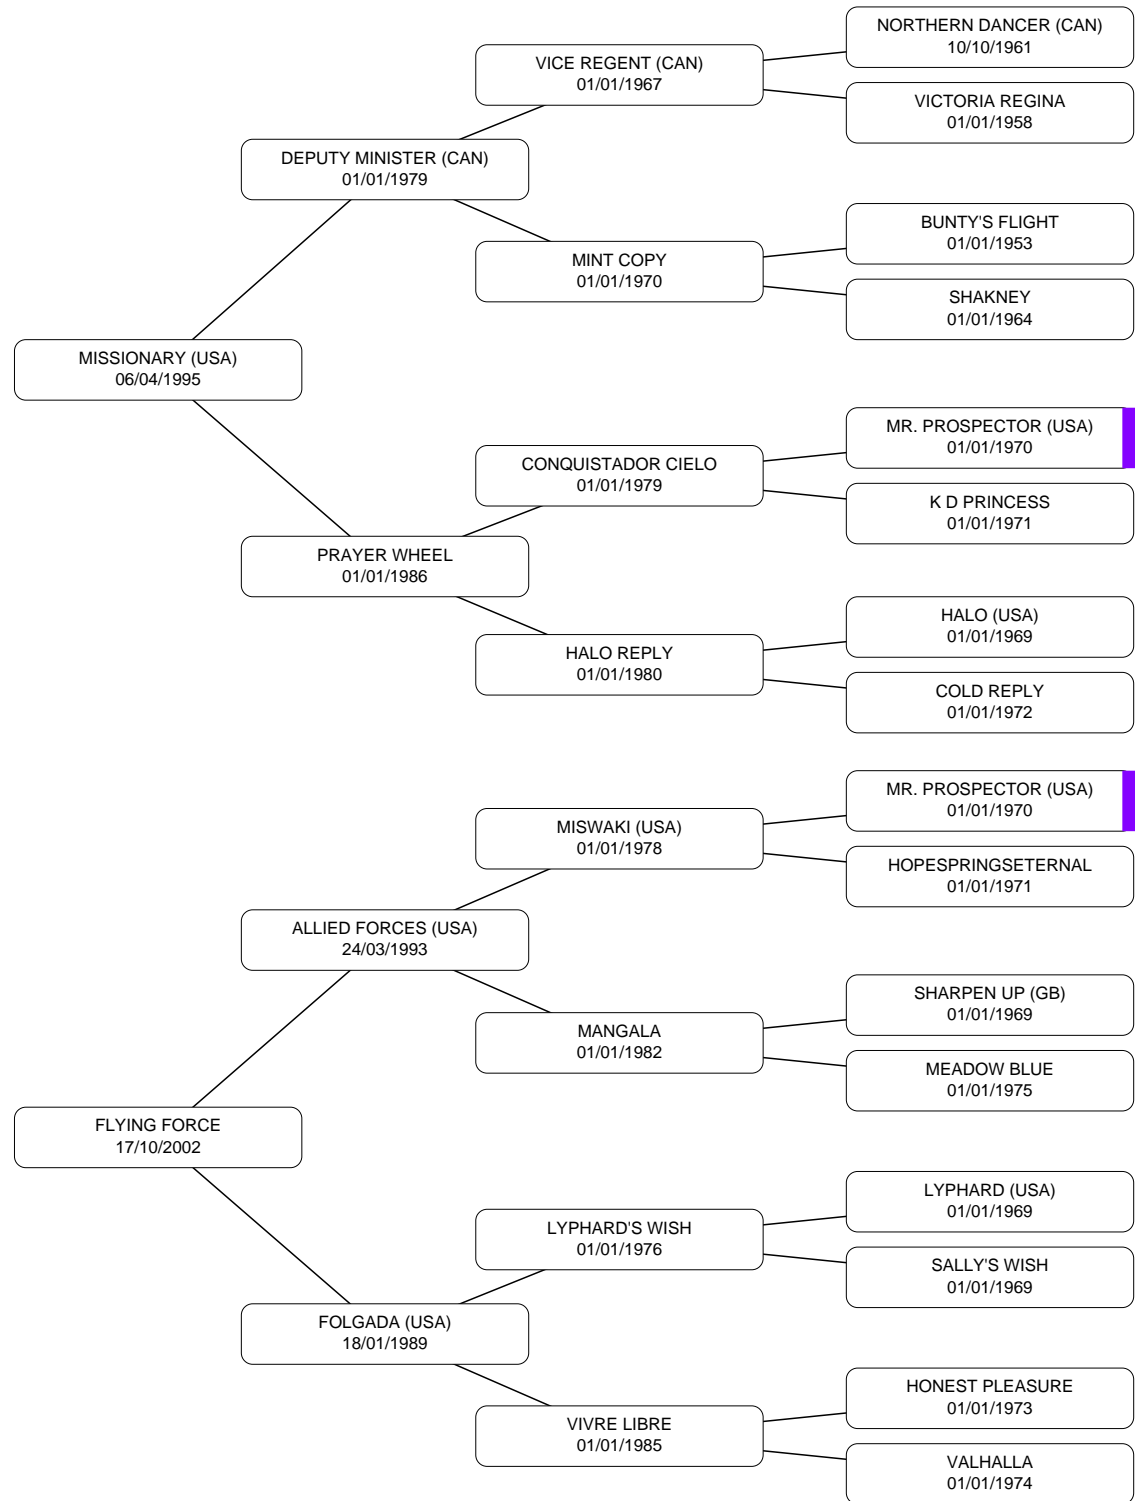 NORTHERN DANCER (CAN)
10/10/1961
VICE REGENT (CAN)
01/01/1967
VICTORIA REGINA
01/01/1958
DEPUTY MINISTER (CAN)
01/01/1979
BUNTY'S FLIGHT
01/01/1953
MINT COPY
01/01/1970
SHAKNEY
01/01/1964
MISSIONARY (USA)
06/04/1995
MR. PROSPECTOR (USA)
01/01/1970
CONQUISTADOR CIELO
01/01/1979
K D PRINCESS
01/01/1971
PRAYER WHEEL
01/01/1986
HALO (USA)
01/01/1969
HALO REPLY
01/01/1980
COLD REPLY
01/01/1972
MR. PROSPECTOR (USA)
01/01/1970
MISWAKI (USA)
01/01/1978
HOPESPRINGSETERNAL
01/01/1971
ALLIED FORCES (USA)
24/03/1993
SHARPEN UP (GB)
01/01/1969
MANGALA
01/01/1982
MEADOW BLUE
01/01/1975
FLYING FORCE
17/10/2002
LYPHARD (USA)
01/01/1969
LYPHARD'S WISH
01/01/1976
SALLY'S WISH
01/01/1969
FOLGADA (USA)
18/01/1989
HONEST PLEASURE
01/01/1973
VIVRE LIBRE
01/01/1985
VALHALLA
01/01/1974